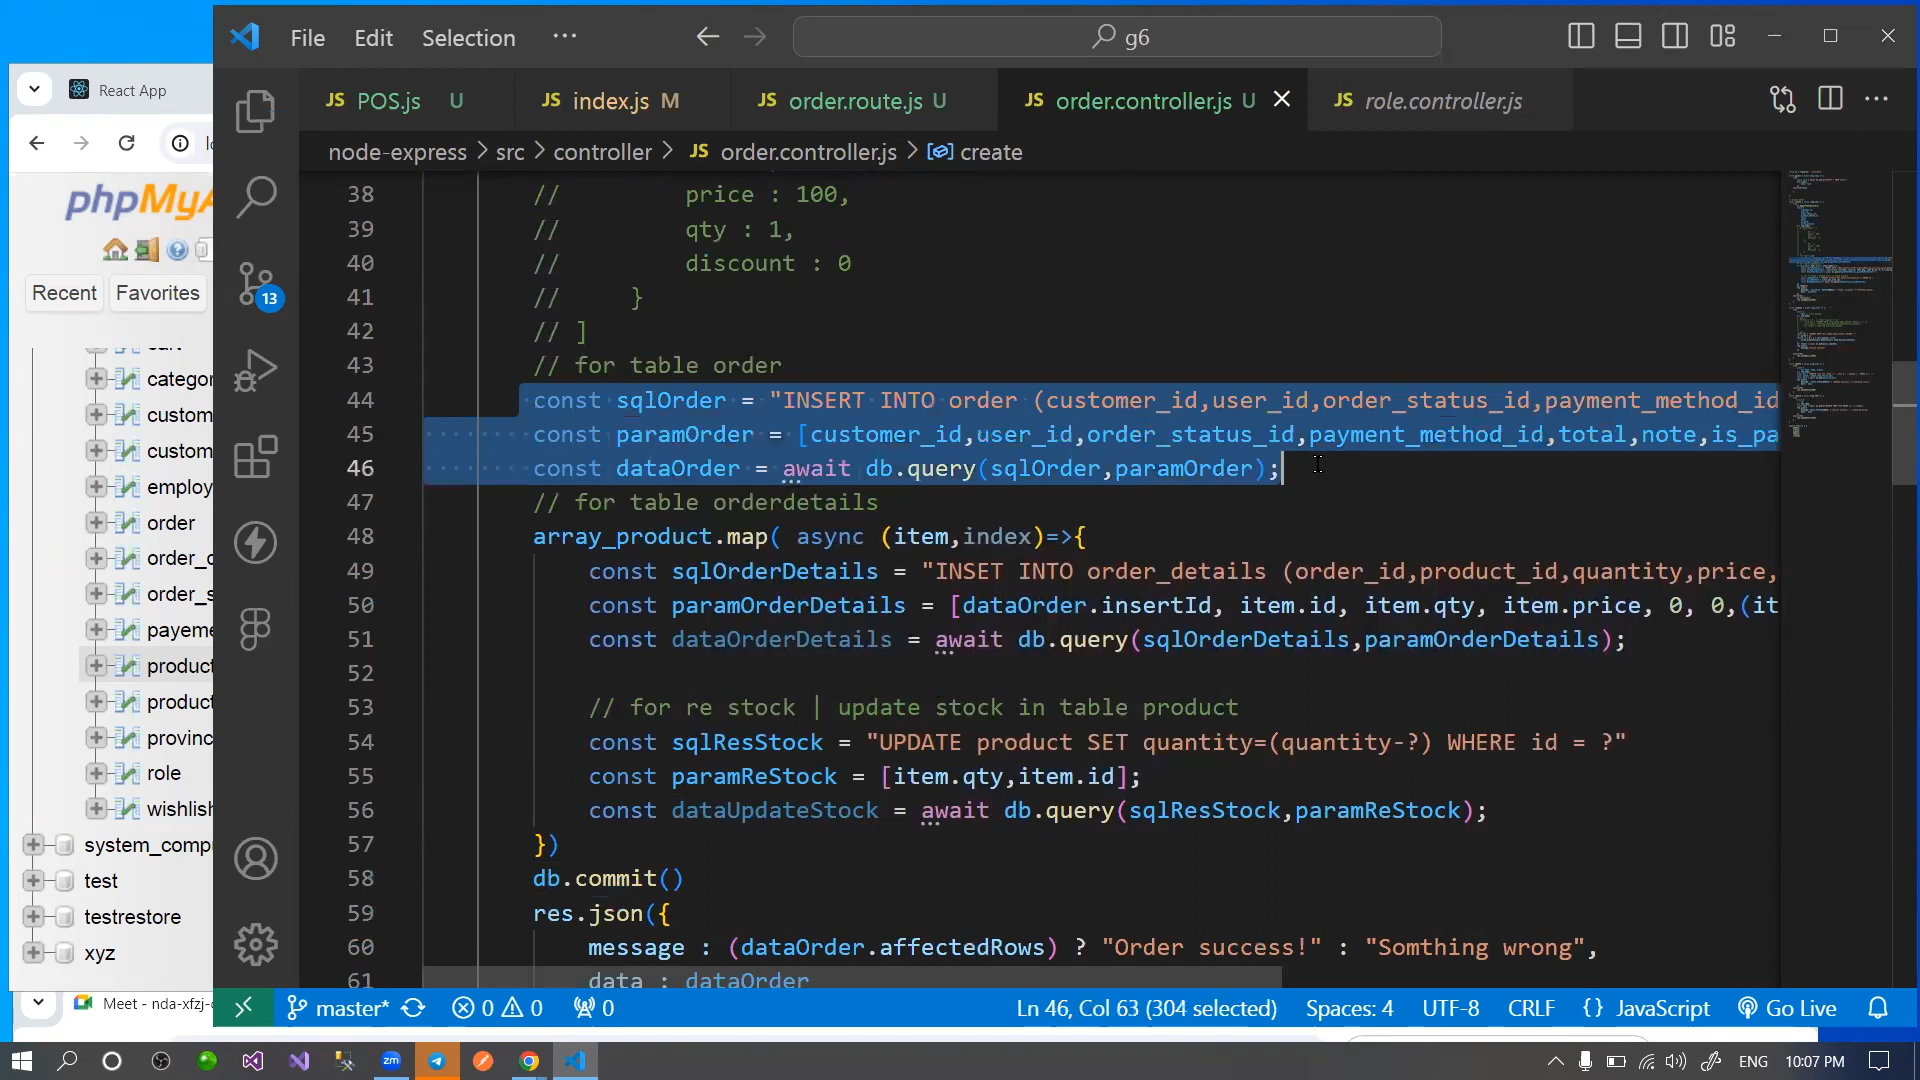 File Edit Selection ··· g6
React App
JS POS.js U JS index.js M JS order.route.js U JS order.controller.js U JS role.controller.js
node-express > src > controller > JS order.controller.js > create
phpMyA
Recent Favorites
categor
custom
custom
employ
order
order_c
order_s
payeme
product
product
provinc
role
wishlish
system_comp
test
testrestore
xyz
Meet - nda-xfzj-
38 // price : 100,
39 // qty : 1,
40 // discount : 0
41 // }
42 // ]
43 // for table order
44 const sqlOrder = "INSERT INTO order (customer_id,user_id,order_status_id,payment_method_id
45 const paramOrder = [customer_id,user_id,order_status_id,payment_method_id,total,note,is_pa
46 const dataOrder = await db.query(sqlOrder,paramOrder);
47 // for table orderdetails
48 array_product.map( async (item,index)=>{
49 const sqlOrderDetails = "INSET INTO order_details (order_id,product_id,quantity,price,
50 const paramOrderDetails = [dataOrder.insertId, item.id, item.qty, item.price, 0, 0,(it
51 const dataOrderDetails = await db.query(sqlOrderDetails,paramOrderDetails);
52
53 // for re stock | update stock in table product
54 const sqlResStock = "UPDATE product SET quantity=(quantity-?) WHERE id = ?"
55 const paramReStock = [item.qty,item.id];
56 const dataUpdateStock = await db.query(sqlResStock,paramReStock);
57 })
58 db.commit()
59 res.json({
60 message : (dataOrder.affectedRows) ? "Order success!" : "Somthing wrong",
61 data : dataOrder
13
master* 0 0 0 Ln 46, Col 63 (304 selected) Spaces: 4 UTF-8 CRLF {} JavaScript Go Live
zm ENG 10:07 PM